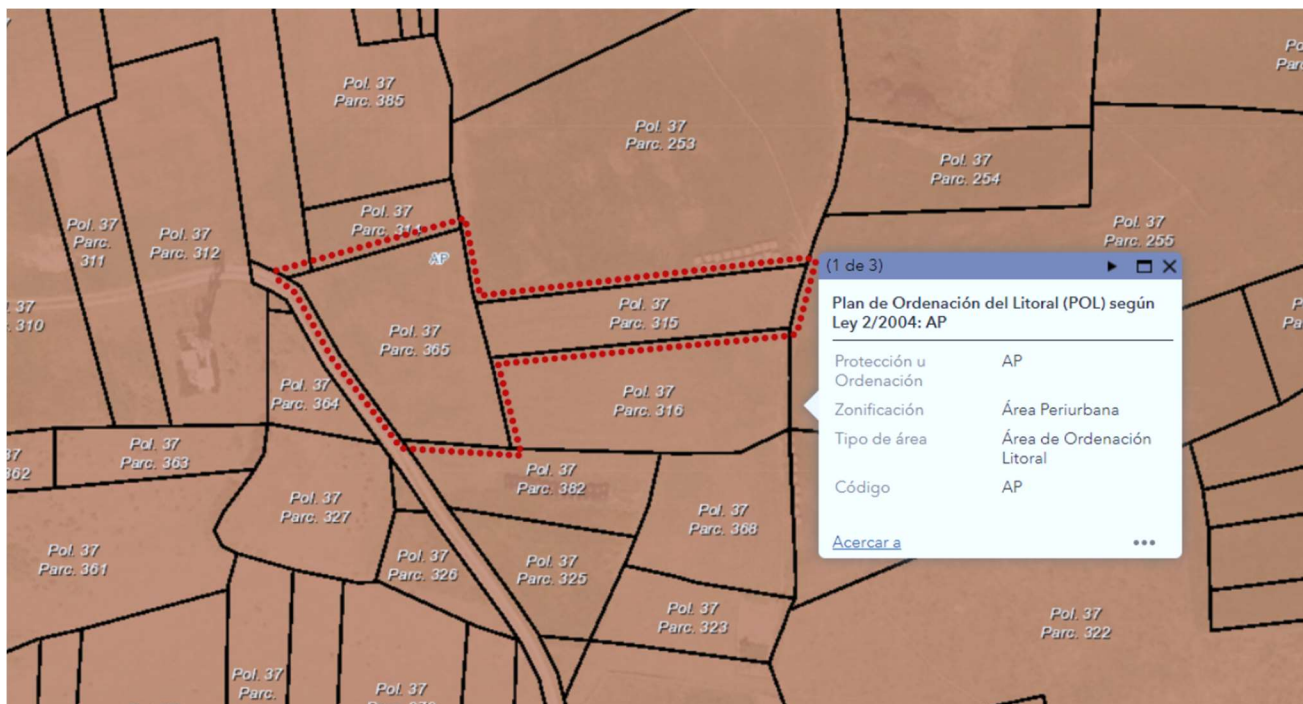 Pol. 37
Parc. 385
Pol. 37
Parc. 253
Pol. 37
Parc. 254
Pol. 37
Parc. 255
Pol. 37
Parc. 314
AP
Pol. 37
Parc.
311
Pol. 37
Parc. 312
37
310
Pol. 37
Parc. 315
Pol. 37
Parc. 365
Pol. 37
Parc. 316
Pol. 37
Parc. 364
Pol. 37
Parc. 363
37
362
Pol. 37
Parc. 382
Pol. 37
Parc. 327
Pol. 37
Parc. 368
Pol. 37
Parc. 361
Pol. 37
Parc. 326
Pol. 37
Parc. 325
Pol. 37
Parc. 323
Pol. 37
Parc. 322
Pol. 37
Parc.
Pol. 37
(1 de 3)
Plan de Ordenación del Litoral (POL) según
Ley 2/2004: AP
Protección u
Ordenación
AP
Zonificación
Área Periurbana
Tipo de área
Área de Ordenación
Litoral
Código
AP
Acercar a